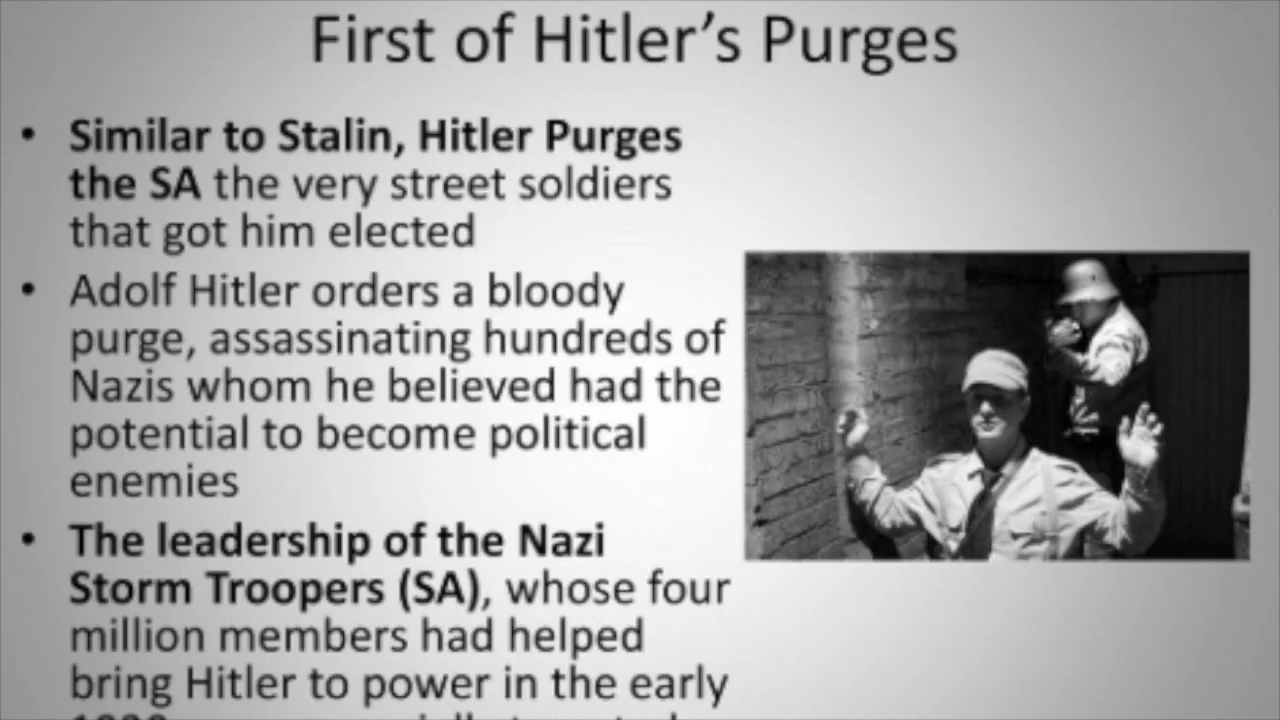 First of Hitler's Purges
• Similar to Stalin, Hitler Purges
the SA the very street soldiers
that got him elected
• Adolf Hitler orders a bloody
purge, assassinating hundreds of
Nazis whom he believed had the
potential to become political
enemies
• The leadership of the Nazi
Storm Troopers (SA), whose four
million members had helped
bring Hitler to power in the early